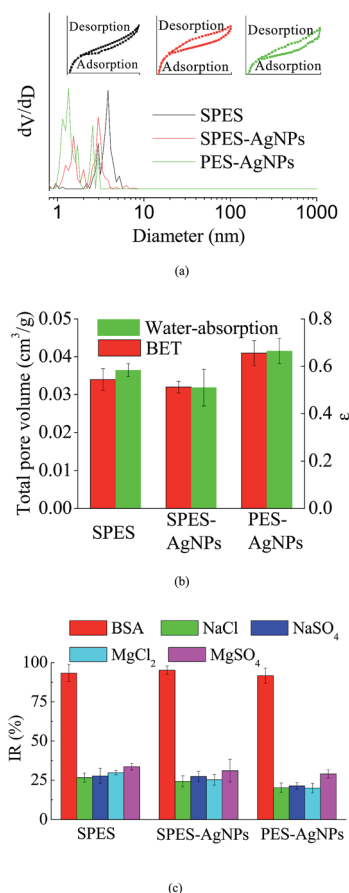 Desorption
Adsorption
Desorption
Adsorption
Desorption
Adsorption
SPES
SPES-AgNPs
PES-AgNPs
dV/dD
1 10 100 1000
Diameter (nm)
(a)
0.05 0.8
Water-absorption
BET
0.04
0.6
0.03
0.4
0.02
0.2
0.01
0.00 0.0
Total pore volume (cm³/g)
ε
SPES SPES-AgNPs PES-AgNPs
(b)
BSA NaCl NaSO₄
MgCl₂ MgSO₄
100
75
50
25
0
IR (%)
SPES SPES-AgNPs PES-AgNPs
(c)